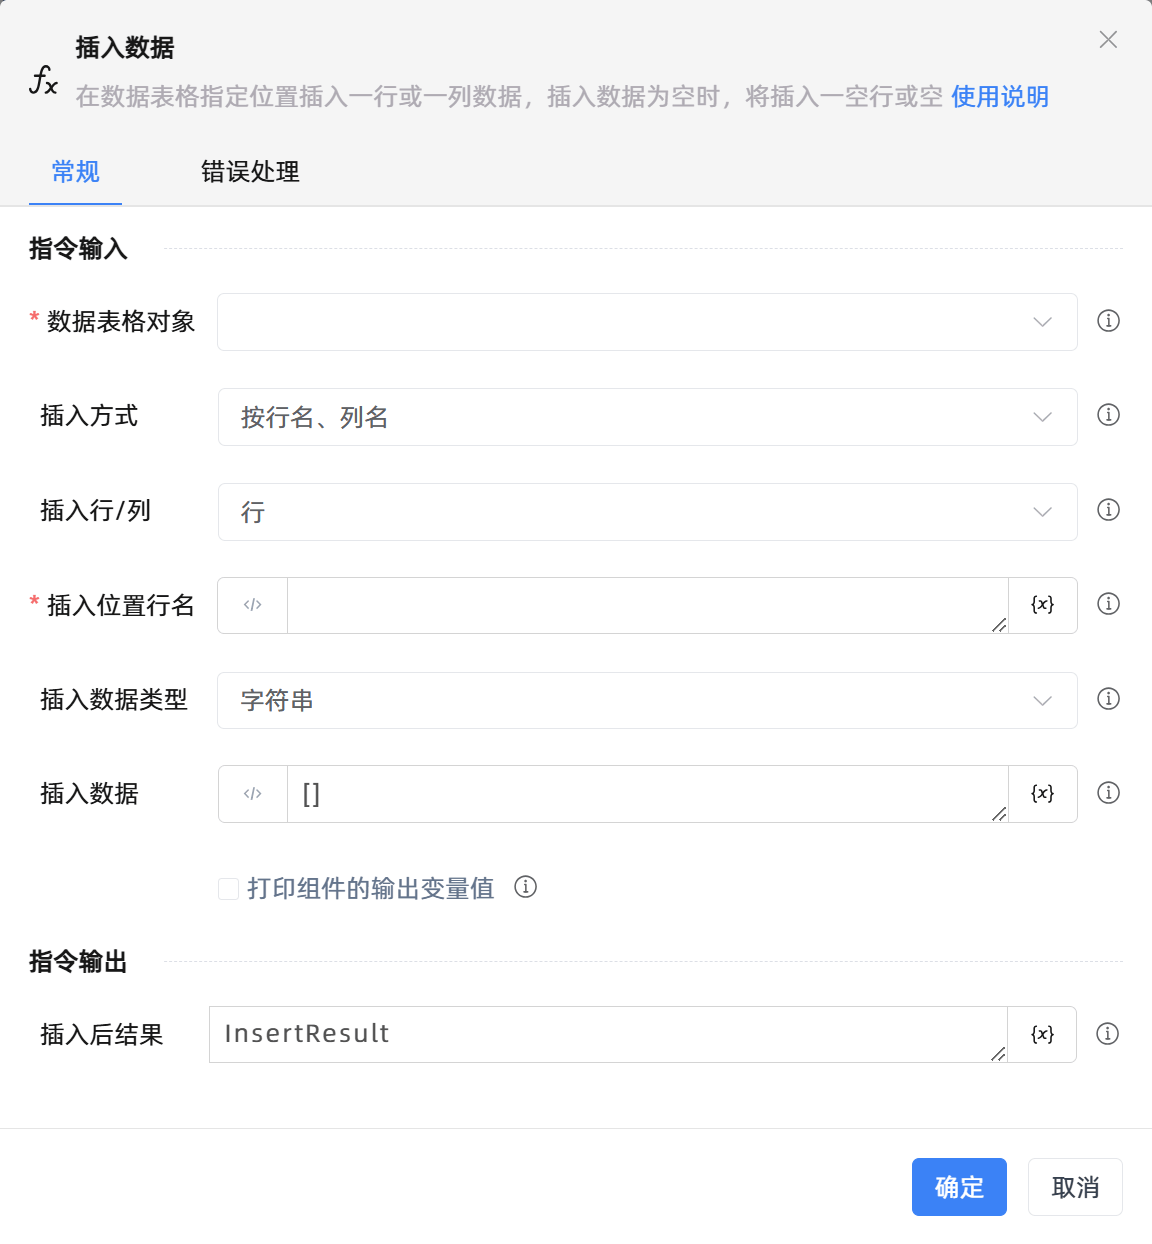 插入数据
在数据表格指定位置插入一行或一列数据，插入数据为空时，将插入一空行或空 使用说明
常规
错误处理
指令输入
* 数据表格对象
插入方式
按行名、列名
插入行/列
行
* 插入位置行名
</>
{x}
插入数据类型
字符串
插入数据
</>
[]
{x}
打印组件的输出变量值
指令输出
插入后结果
InsertResult
{x}
确定
取消